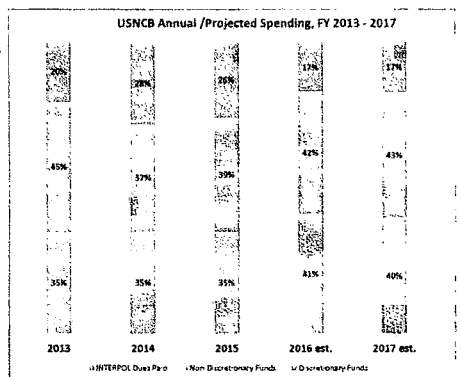 USNCB Annual /Projected Spending, FY 2013 - 2017
20% 28% 26% 17% 17%
45% 37% 39% 42% 43%
35% 35% 35% 41% 40%
2013 2014 2015 2016 est. 2017 est.
INTERPOL Dues Paid Non Discretionary Funds Discretionary Funds